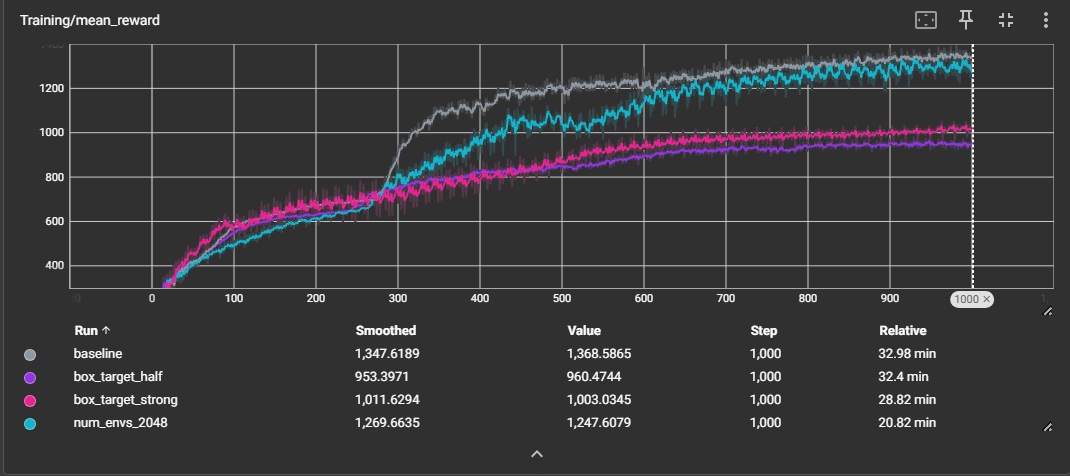 Training/mean_reward
1200
1000
800
600
400
0 0 100 200 300 400 500 600 700 800 900 1000 1
Run Smoothed Value Step Relative
baseline 1,347.6189 1,368.5865 1,000 32.98 min
box_target_half 953.3971 960.4744 1,000 32.4 min
box_target_strong 1,011.6294 1,003.0345 1,000 28.82 min
num_envs_2048 1,269.6635 1,247.6079 1,000 20.82 min